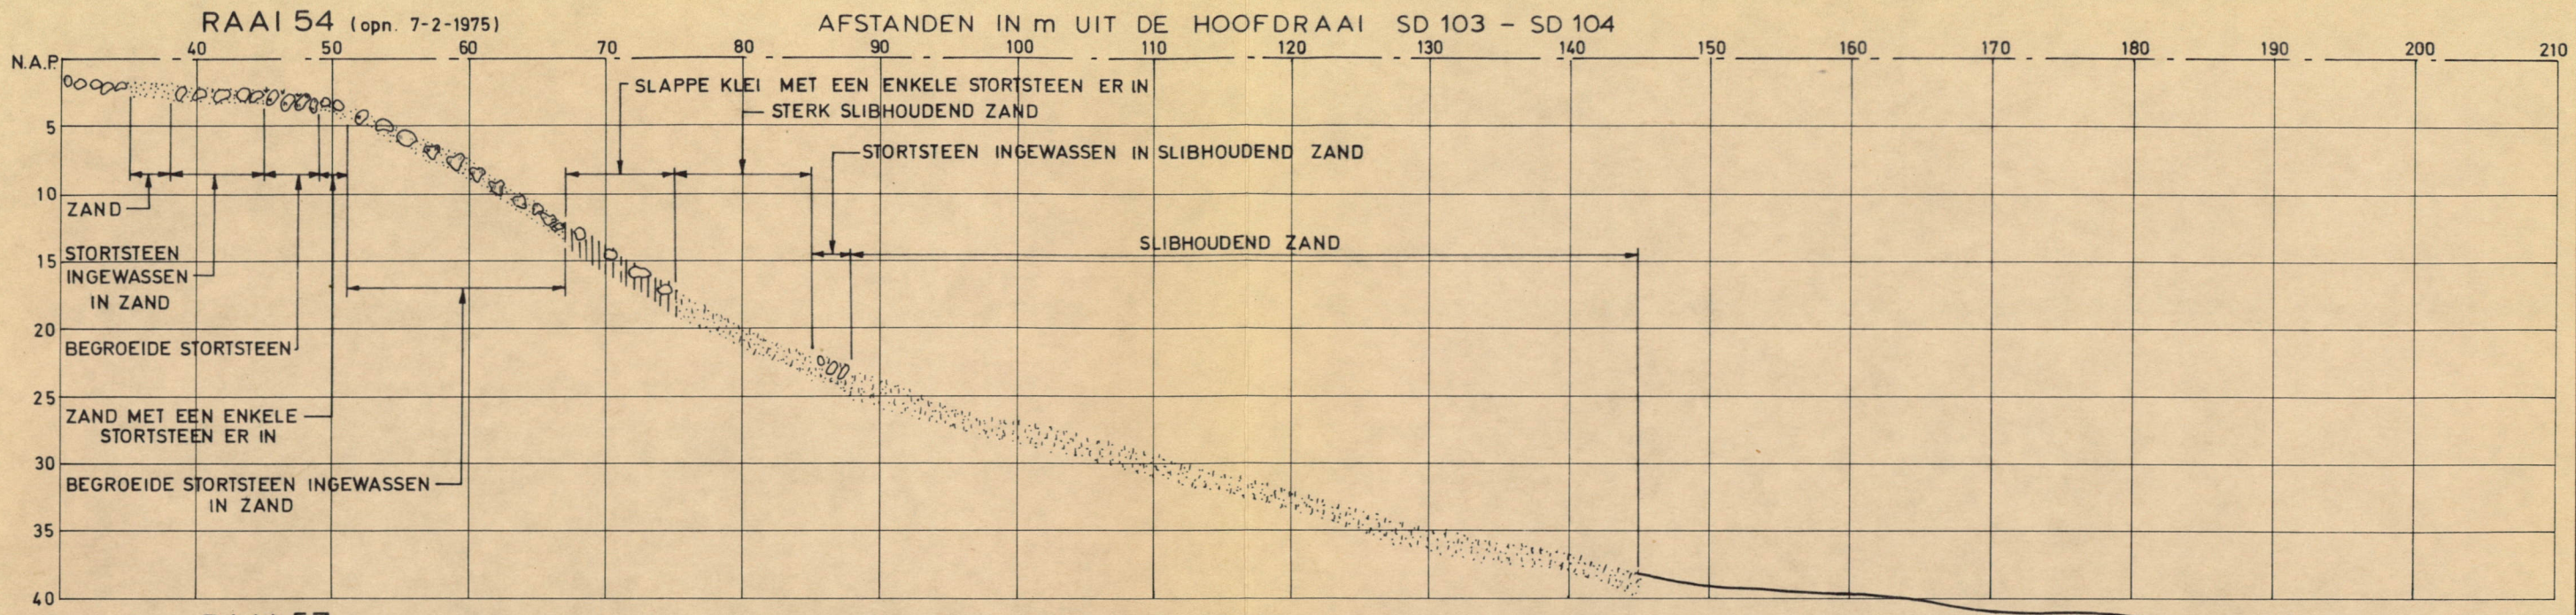 RAAI 54 (opn. 7-2-1975) AFSTANDEN IN m UIT DE HOOFDRAAI SD 103 - SD 104
40 50 60 70 80 90 100 110 120 130 140 150 160 170 180 190 200 210
N.A.P.
SLAPPE KLEI MET EEN ENKELE STORTSTEEN ER IN
STERK SLIBHOUDEND ZAND
5
STORTSTEEN INGEWASSEN IN SLIBHOUDEND ZAND
10
ZAND
SLIBHOUDEND ZAND
STORTSTEEN
15
INGEWASSEN
IN ZAND
20
BEGROEIDE STORTSTEEN
25
ZAND MET EEN ENKELE
STORTSTEEN ER IN
30
BEGROEIDE STORTSTEEN INGEWASSEN
IN ZAND
35
40